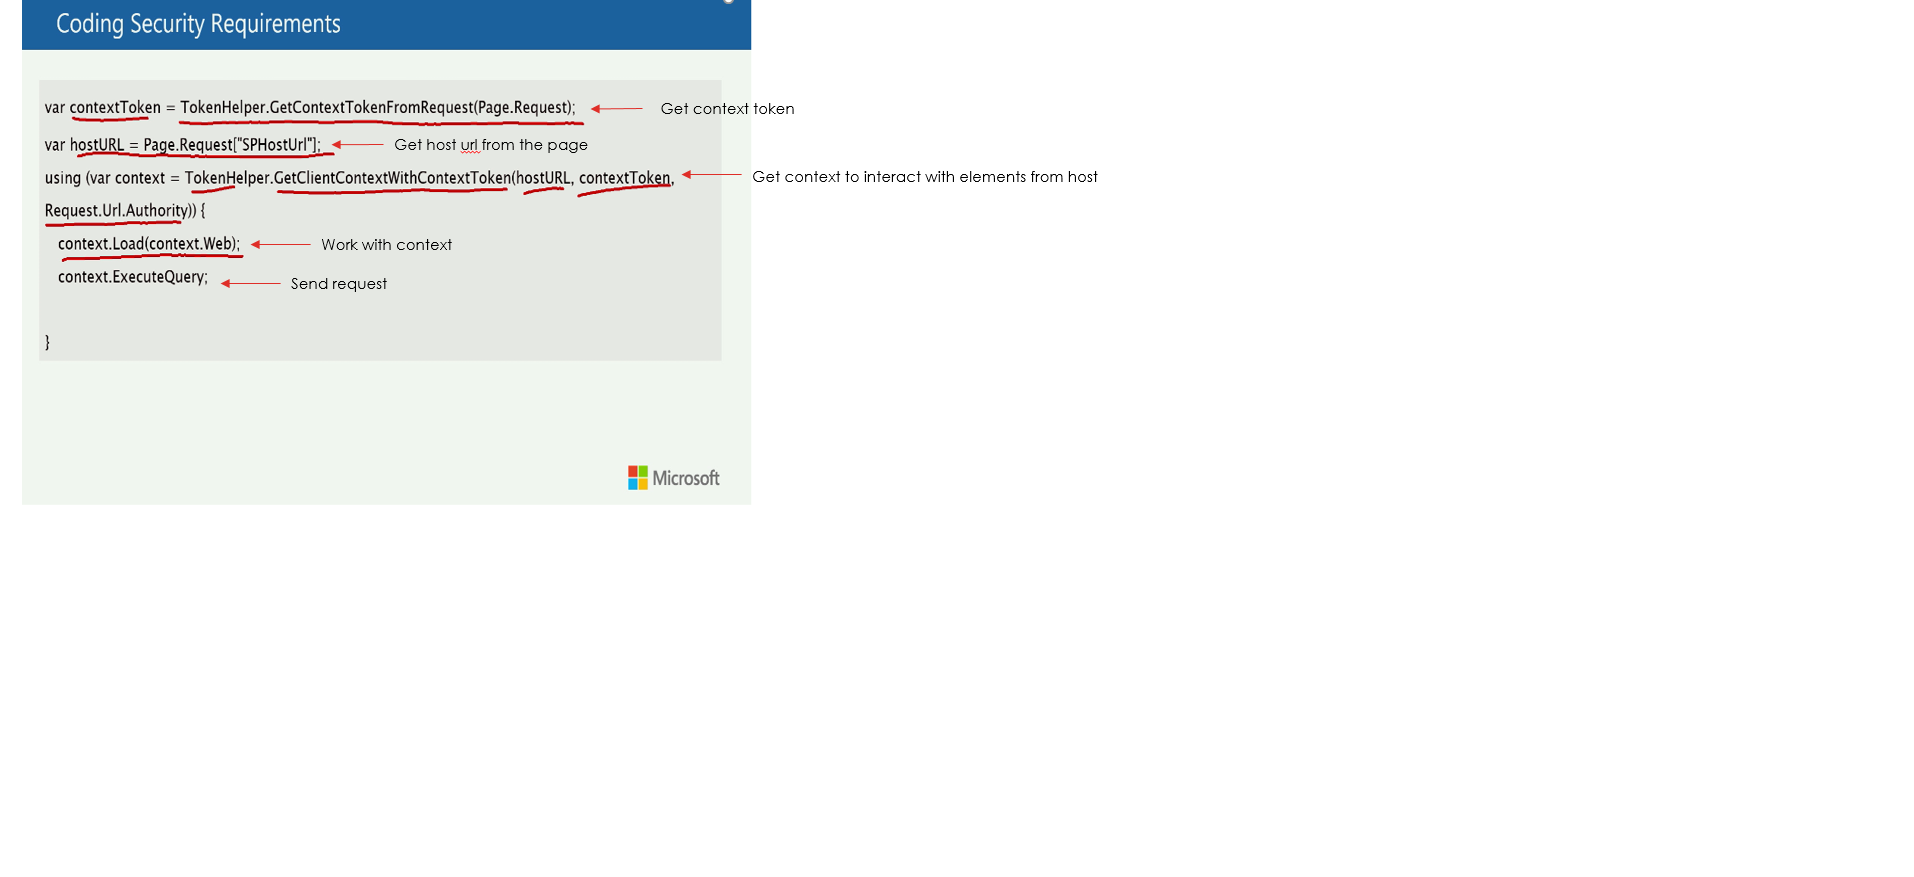 Coding Security Requirements
var contextToken = TokenHelper.GetContextTokenFromRequest(Page.Request); Get context token
var hostURL = Page.Request["SPHostUrl"]; Get host url from the page
using (var context = TokenHelper.GetClientContextWithContextToken(hostURL, contextToken, Get context to interact with elements from host
Request.Url.Authority)) {
context.Load(context.Web); Work with context
context.ExecuteQuery; Send request
}
Microsoft